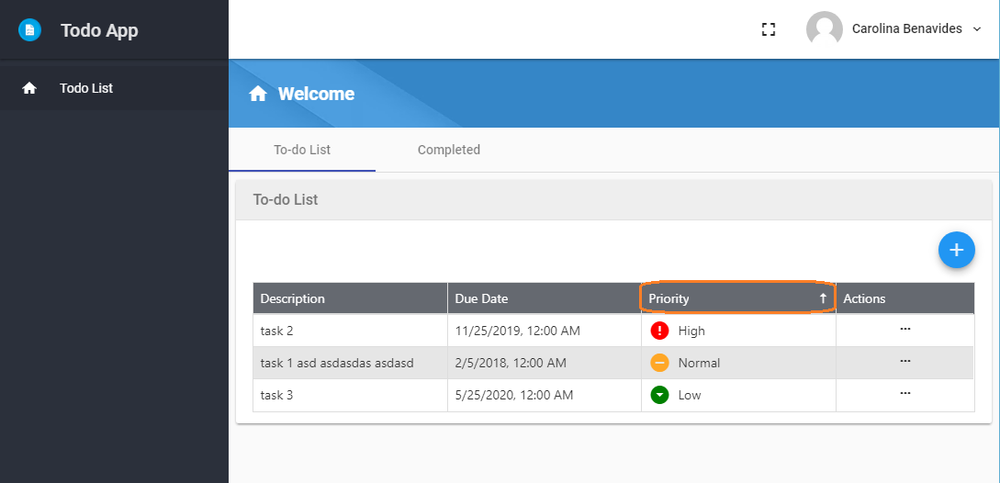 Todo App
Carolina Benavides
Todo List
Welcome
To-do List Completed
To-do List
+
Description Due Date Priority ↑ Actions
task 2 11/25/2019, 12:00 AM High ...
task 1 asd asdasdas asdasd 2/5/2018, 12:00 AM Normal ...
task 3 5/25/2020, 12:00 AM Low ...